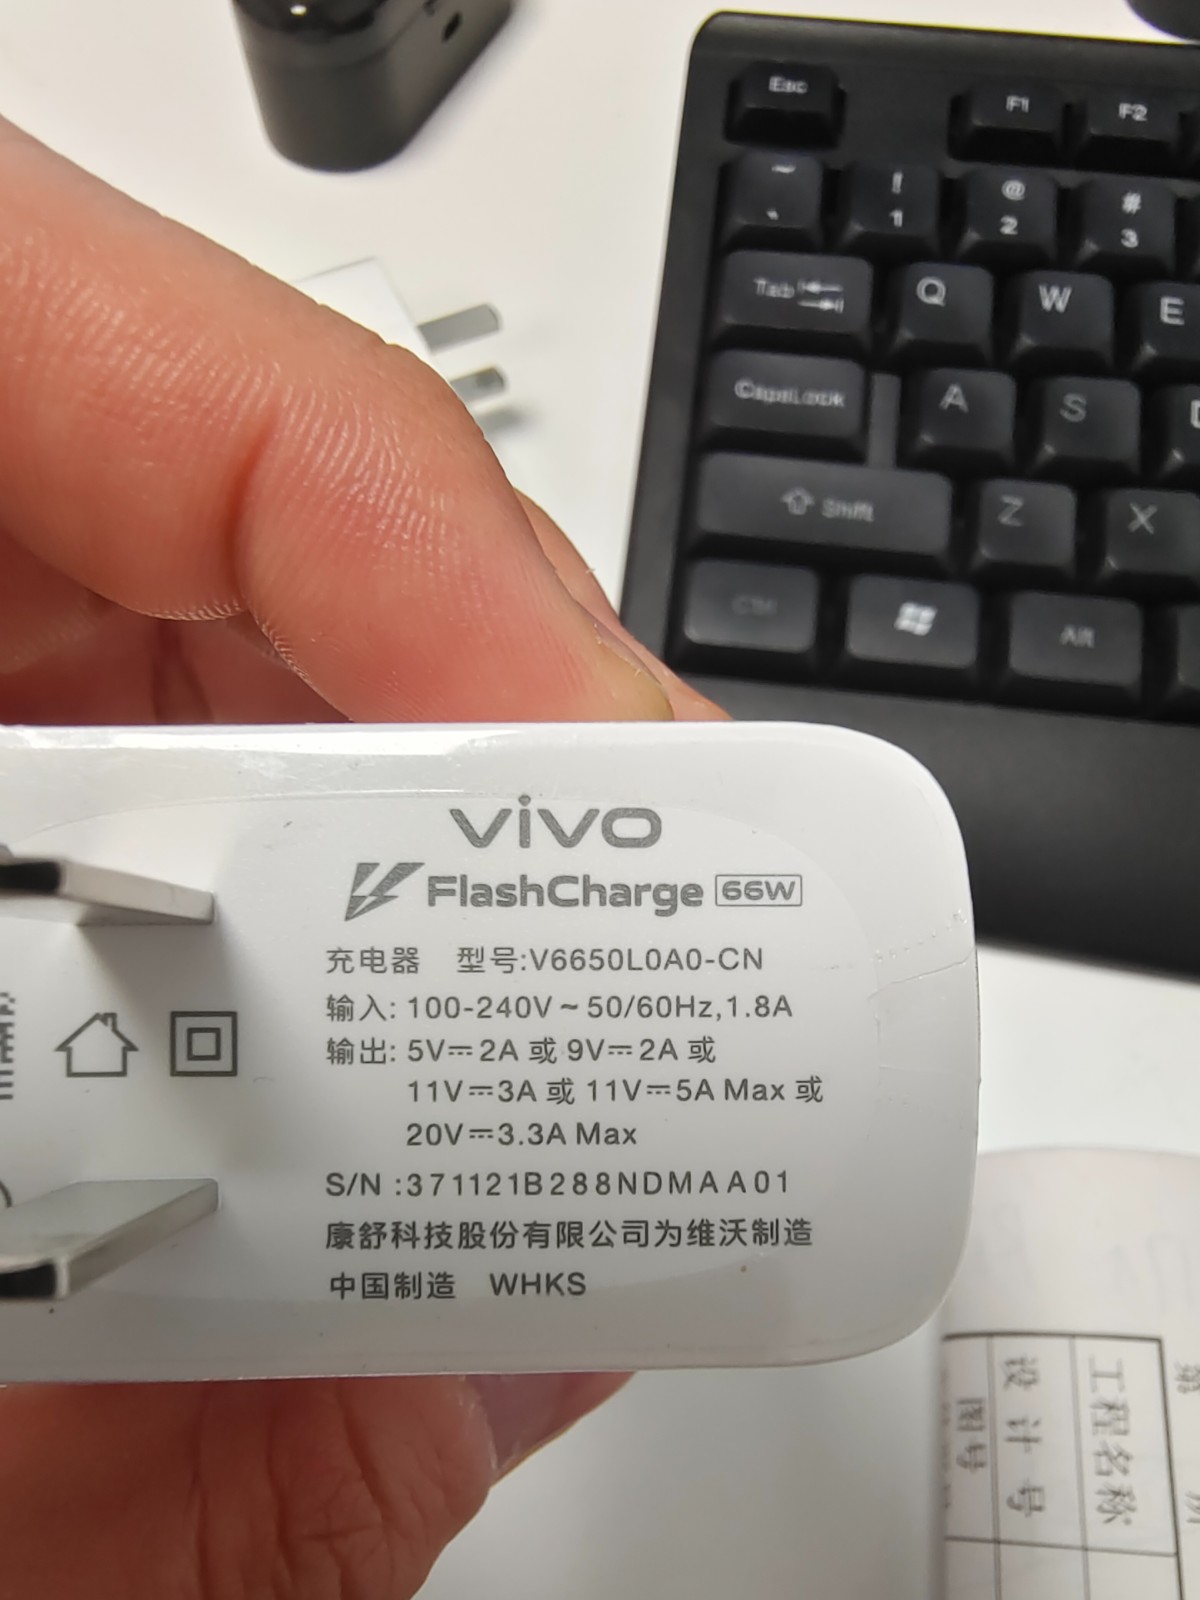 Esc
F1
F2
~
`
!
1
@
2
#
3
Tab
Q
W
E
CapsLock
A
S
Shift
Z
X
Ctrl
Alt
vivo
FlashCharge 66W
充电器 型号:V6650L0A0-CN
输入: 100-240V~50/60Hz,1.8A
输出: 5V⎓2A 或 9V⎓2A 或
11V⎓3A 或 11V⎓5A Max 或
20V⎓3.3A Max
S/N :371121B288NDMAA01
康舒科技股份有限公司为维沃制造
中国制造 WHKS
工程名称
设计号
图号